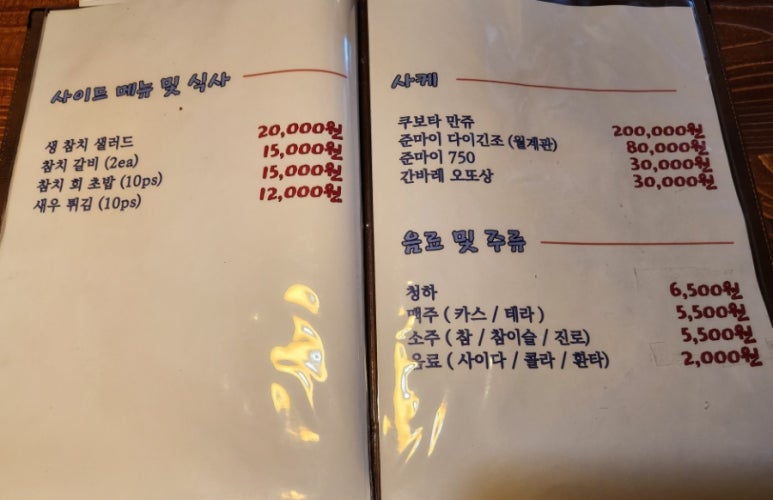 사이드 메뉴 및 식사
생 참치 샐러드 20,000원
참치 갈비 (2ea) 15,000원
참치 회 초밥 (10ps) 15,000원
새우 튀김 (10ps) 12,000원
사케
쿠보타 만쥬 200,000원
준마이 다이긴조 (월계관) 80,000원
준마이 750 30,000원
간바레 오또상 30,000원
음료 및 주류
청하 6,500원
맥주 ( 카스 / 테라 ) 5,500원
소주 ( 참 / 참이슬 / 진로) 5,500원
음료 ( 사이다 / 콜라 / 환타) 2,000원